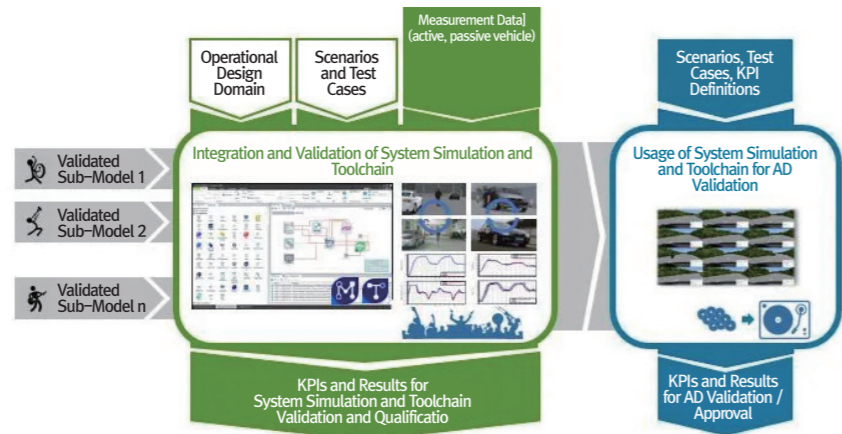 Measurement Data]
(active, passive vehicle)
Operational
Design
Domain
Scenarios
and Test
Cases
Scenarios, Test
Cases, KPI
Definitions
Validated
Sub-Model 1
Validated
Sub-Model 2
Validated
Sub-Model n
Integration and Validation of System Simulation and
Toolchain
Usage of System Simulation
and Toolchain for AD
Validation
KPIs and Results for
System Simulation and Toolchain
Validation and Qualificatio
KPIs and Results
for AD Validation /
Approval